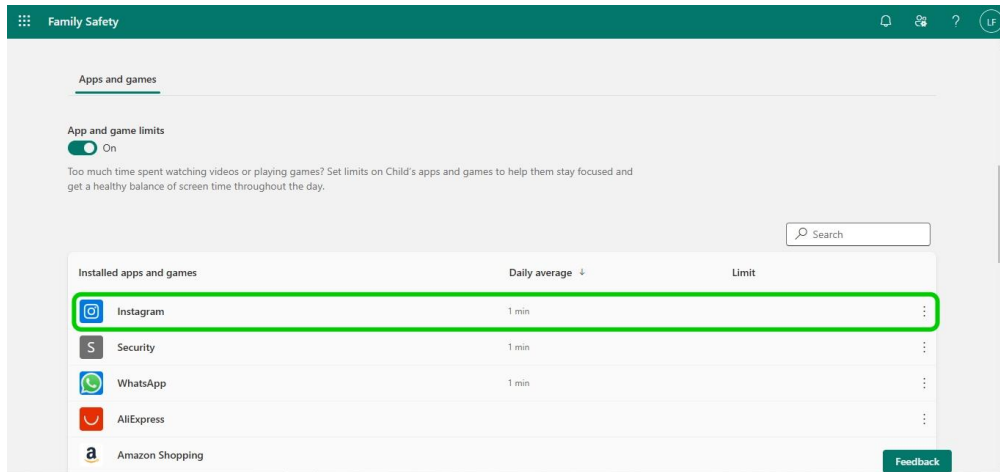 Family Safety
?
LF
Apps and games
App and game limits
On
Too much time spent watching videos or playing games? Set limits on Child's apps and games to help them stay focused and
get a healthy balance of screen time throughout the day.
Search
Installed apps and games Daily average ↓ Limit
Instagram 1 min
S Security 1 min
WhatsApp 1 min
AliExpress
a Amazon Shopping
Feedback